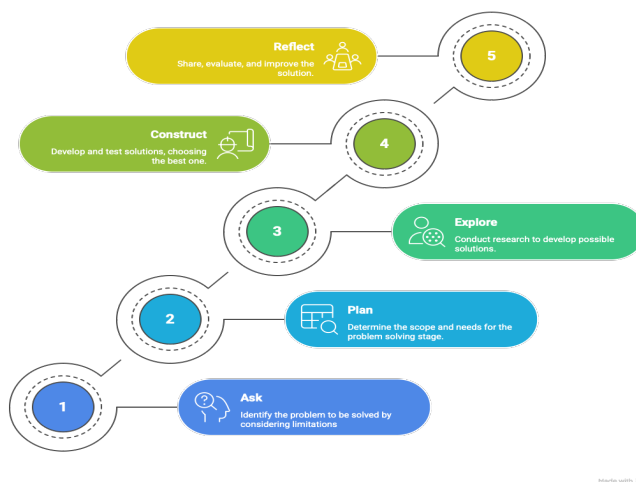 5
Reflect
Share, evaluate, and improve the
solution.
4
Construct
Develop and test solutions, choosing
the best one.
3
Explore
Conduct research to develop possible
solutions.
2
Plan
Determine the scope and needs for the
problem solving stage.
1
Ask
Identify the problem to be solved by
considering limitations
Made with